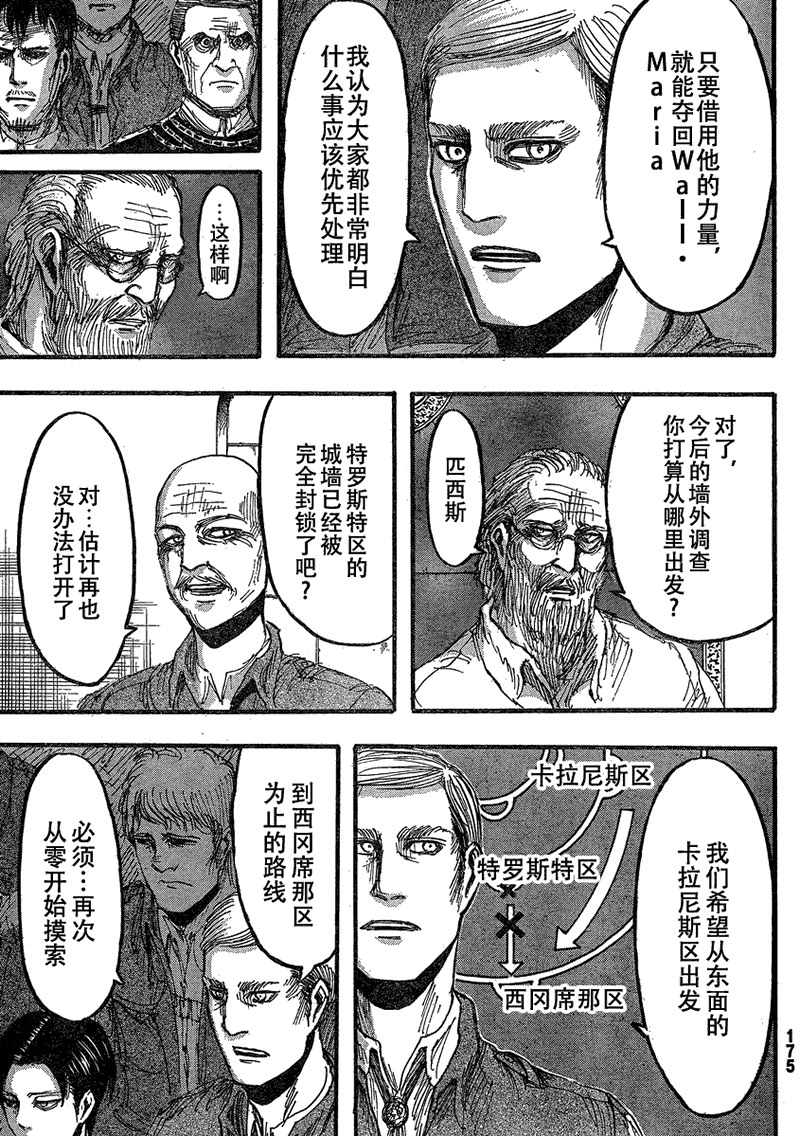 只要借用他的力量，
就能夺回Wall·
Maria
我认为大家都非常明白
什么事应该优先处理
…这样啊
对了，
今后的墙外调查
你打算从哪里出发？
匹西斯
特罗斯特区的
城墙已经被
完全封锁了吧？
对…估计再也
没办法打开了
我们希望从东面的
卡拉尼斯区出发
卡拉尼斯区
特罗斯特区
西冈席那区
到西冈席那区
为止的路线
必须…再次
从零开始摸索
175